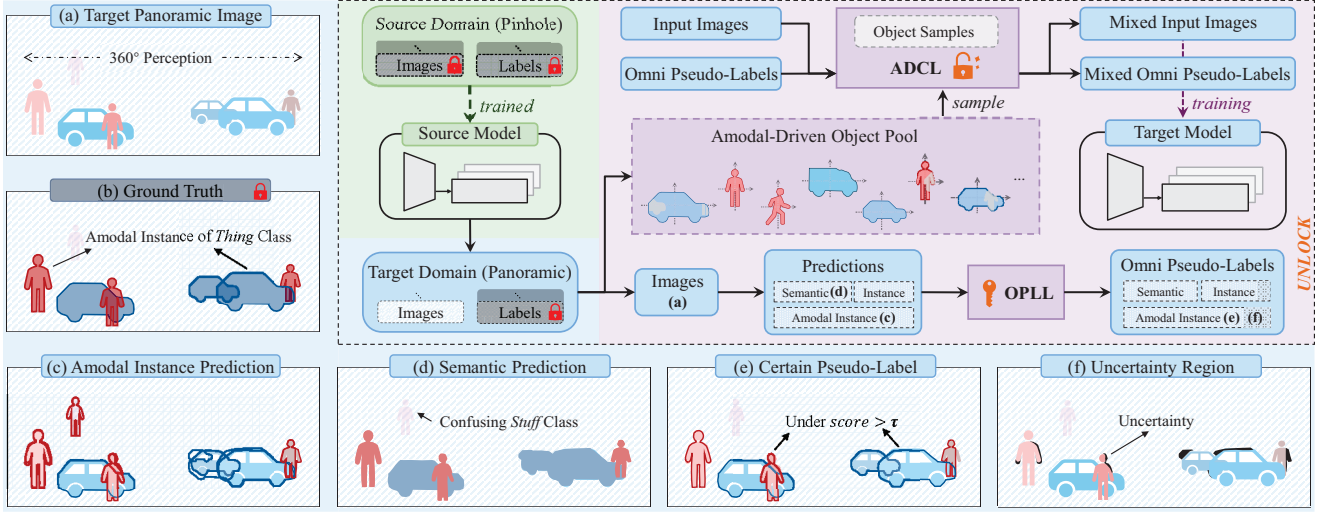 (a) Target Panoramic Image
360° Perception
(b) Ground Truth
Amodal Instance of Thing Class
(c) Amodal Instance Prediction
Source Domain (Pinhole)
Images
Labels
trained
Source Model
Target Domain (Panoramic)
Images
Labels
Input Images
Omni Pseudo-Labels
Object Samples
ADCL
sample
Mixed Input Images
Mixed Omni Pseudo-Labels
training
Target Model
Amodal-Driven Object Pool
...
Images
(a)
Predictions
Semantic(d)
Instance
Amodal Instance (c)
OPLL
Omni Pseudo-Labels
Semantic
Instance
Amodal Instance (e) (f)
UNLOCK
(d) Semantic Prediction
Confusing Stuff Class
(e) Certain Pseudo-Label
Under score > τ
(f) Uncertainty Region
Uncertainty